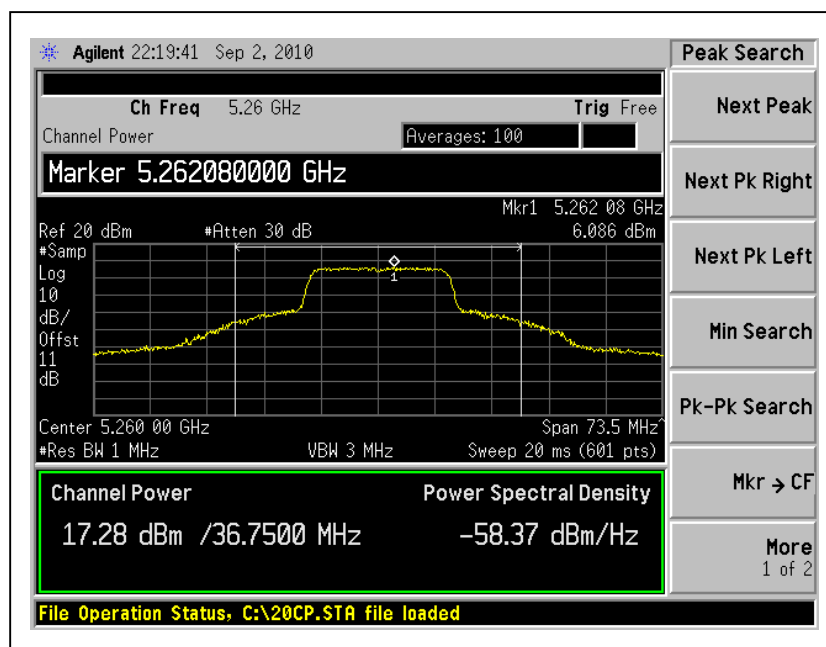 Agilent 22:19:41 Sep 2, 2010
Peak Search
Ch Freq 5.26 GHz Trig Free
Channel Power Averages: 100
Marker 5.262080000 GHz
Mkr1 5.262 08 GHz
Ref 20 dBm #Atten 30 dB 6.086 dBm
#Samp
Log
10
dB/
Offst
11
dB
1
Center 5.260 00 GHz Span 73.5 MHz^
#Res BW 1 MHz VBW 3 MHz Sweep 20 ms (601 pts)
Channel Power Power Spectral Density
17.28 dBm /36.7500 MHz -58.37 dBm/Hz
File Operation Status, C:\20CP.STA file loaded
Next Peak
Next Pk Right
Next Pk Left
Min Search
Pk-Pk Search
Mkr → CF
More
1 of 2